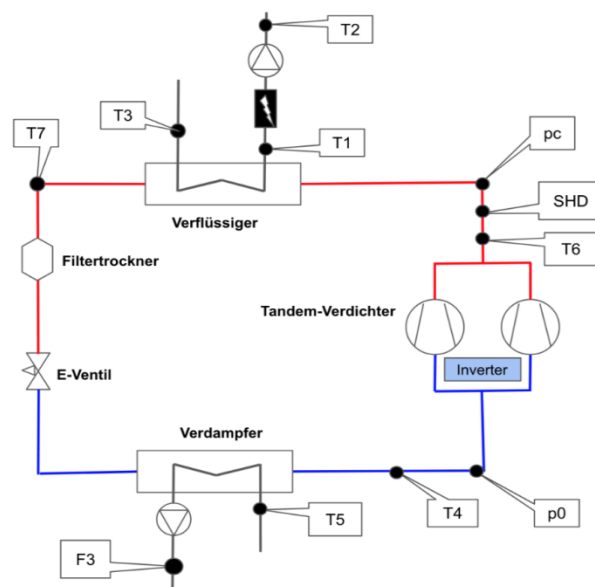 T2
T3
T1
T7
pc
SHD
Verflüssiger
T6
Filtertrockner
Tandem-Verdichter
Inverter
E-Ventil
Verdampfer
T5
T4
p0
F3